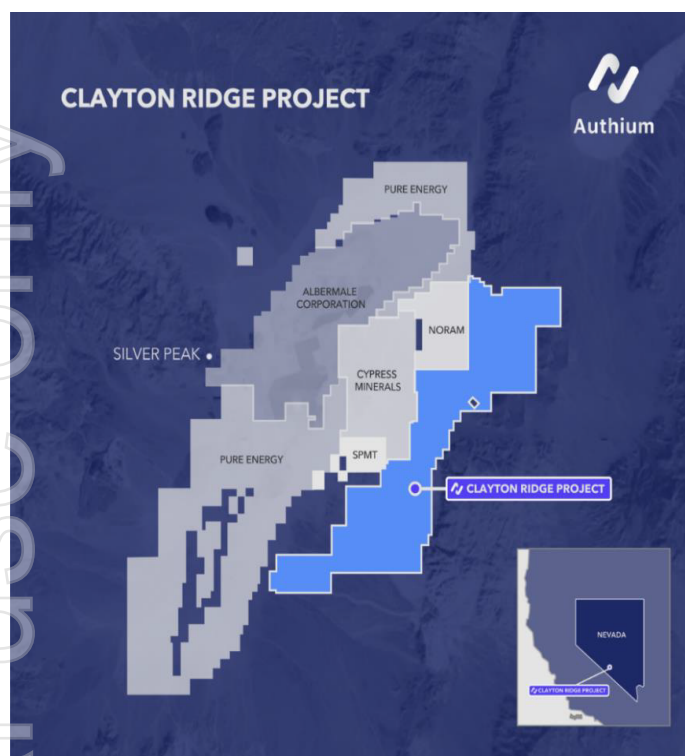 CLAYTON RIDGE PROJECT
Authium
PURE ENERGY
ALBERMALE
CORPORATION
NORAM
SILVER PEAK
CYPRESS
MINERALS
PURE ENERGY
SPMT
CLAYTON RIDGE PROJECT
NEVADA
CLAYTON RIDGE PROJECT